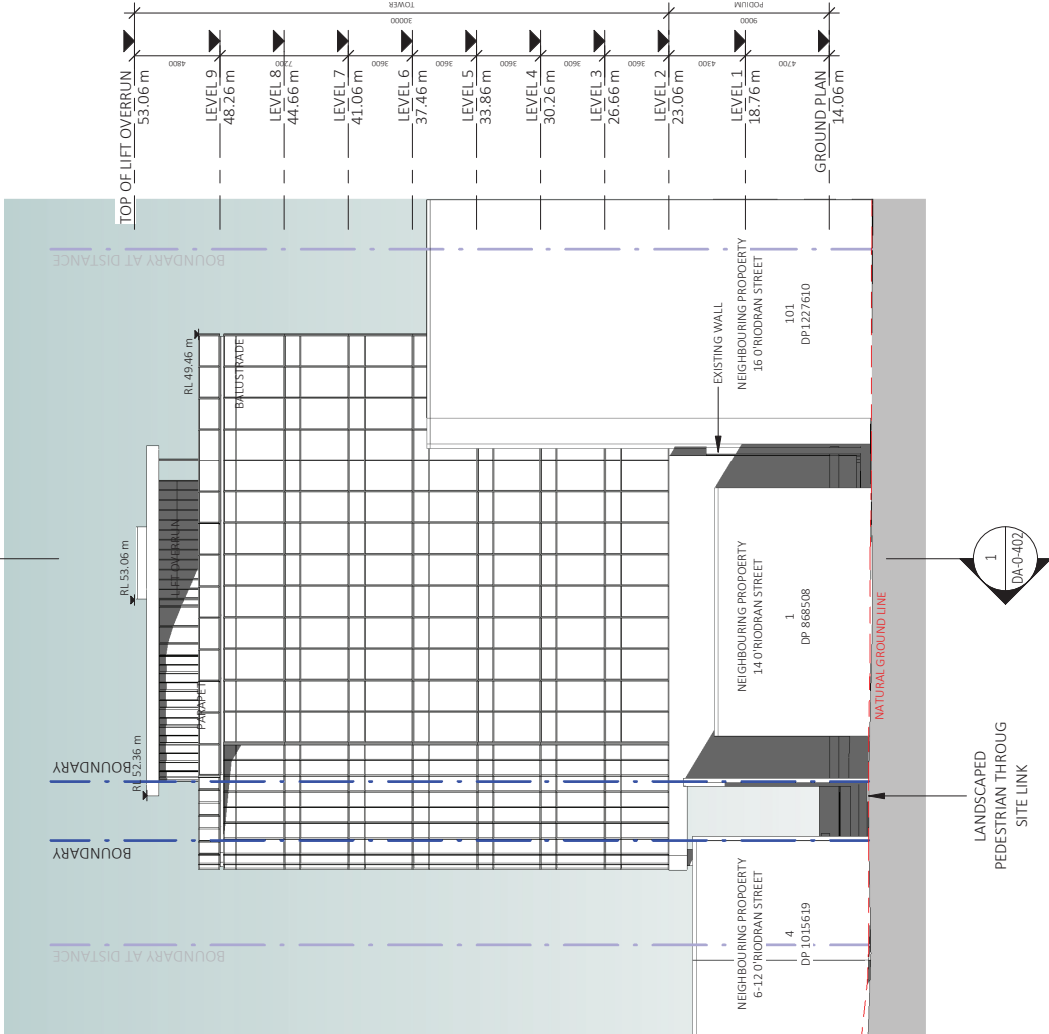 TOWER
30000
PODIUM
9000
4800
7200
3600
3600
3600
3600
3600
4300
4700
TOP OF LIFT OVERRUN
53.06 m
LEVEL 9
48.26 m
LEVEL 8
44.66 m
LEVEL 7
41.06 m
LEVEL 6
37.46 m
LEVEL 5
33.86 m
LEVEL 4
30.26 m
LEVEL 3
26.66 m
LEVEL 2
23.06 m
LEVEL 1
18.76 m
GROUND PLAN
14.06 m
BOUNDARY AT DISTANCE
RL 49.46 m
BALUSTRADE
RL 53.06 m
LIFT OVERRUN
PARAPET
RL 52.36 m
BOUNDARY
BOUNDARY
BOUNDARY AT DISTANCE
EXISTING WALL
NEIGHBOURING PROPOERTY
16 O'RIODRAN STREET
101
DP1227610
NEIGHBOURING PROPOERTY
14 O'RIODRAN STREET
1
DP 868508
NEIGHBOURING PROPOERTY
6-12 O'RIODRAN STREET
4
DP 1015619
NATURAL GROUND LINE
LANDSCAPED
PEDESTRIAN THROUG
SITE LINK
1
DA-0-402